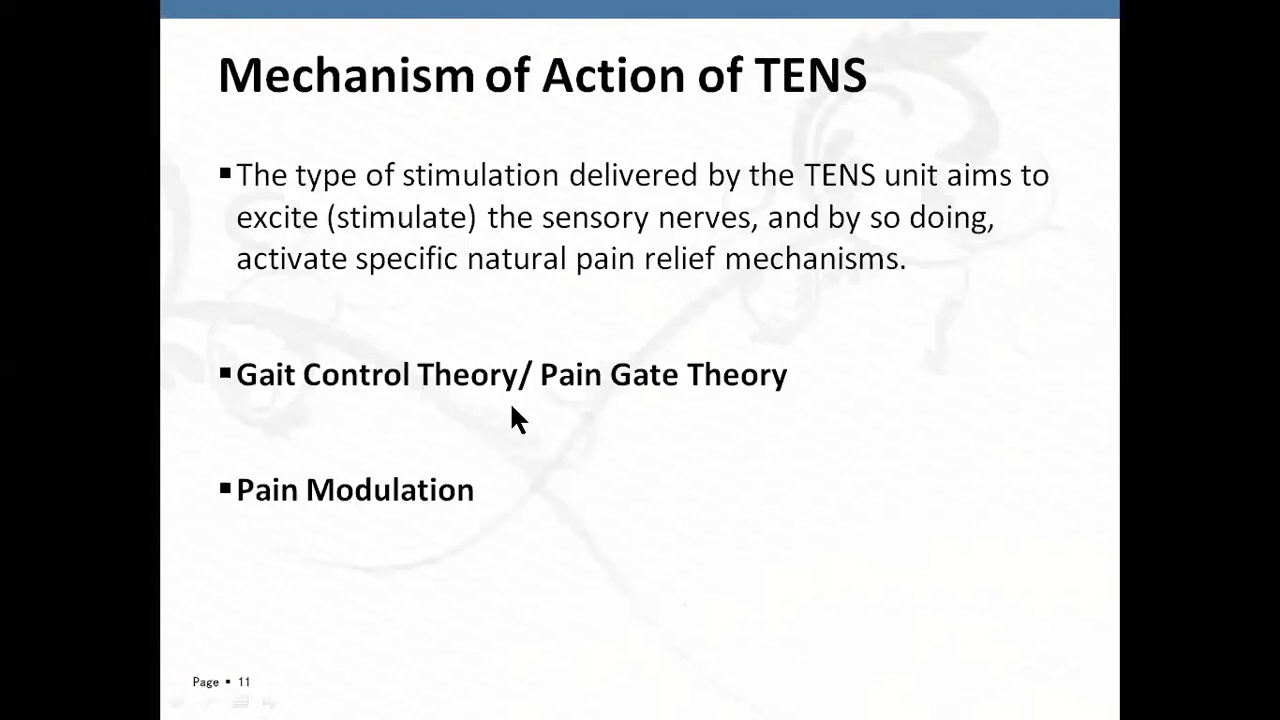 Mechanism of Action of TENS
▪The type of stimulation delivered by the TENS unit aims to
excite (stimulate) the sensory nerves, and by so doing,
activate specific natural pain relief mechanisms.
▪Gait Control Theory/ Pain Gate Theory
▪Pain Modulation
Page ▪ 11